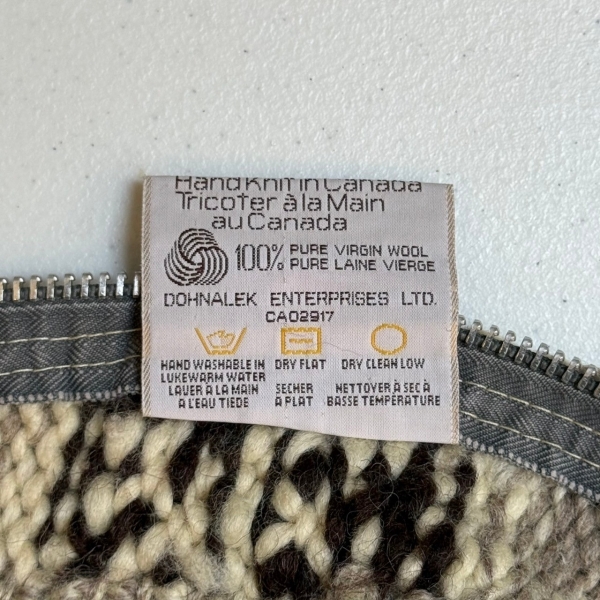 Hand Knit in Canada
Tricoter à la Main
au Canada
100% PURE VIRGIN WOOL
PURE LAINE VIERGE
DOHNALEK ENTERPRISES LTD.
CA02917
HAND WASHABLE IN
LUKEWARM WATER
LAVER À LA MAIN
À L'EAU TIEDE
DRY FLAT
SECHER
A PLAT
DRY CLEAN LOW
NETTOYER À SEC À
BASSE TEMPÉRATURE